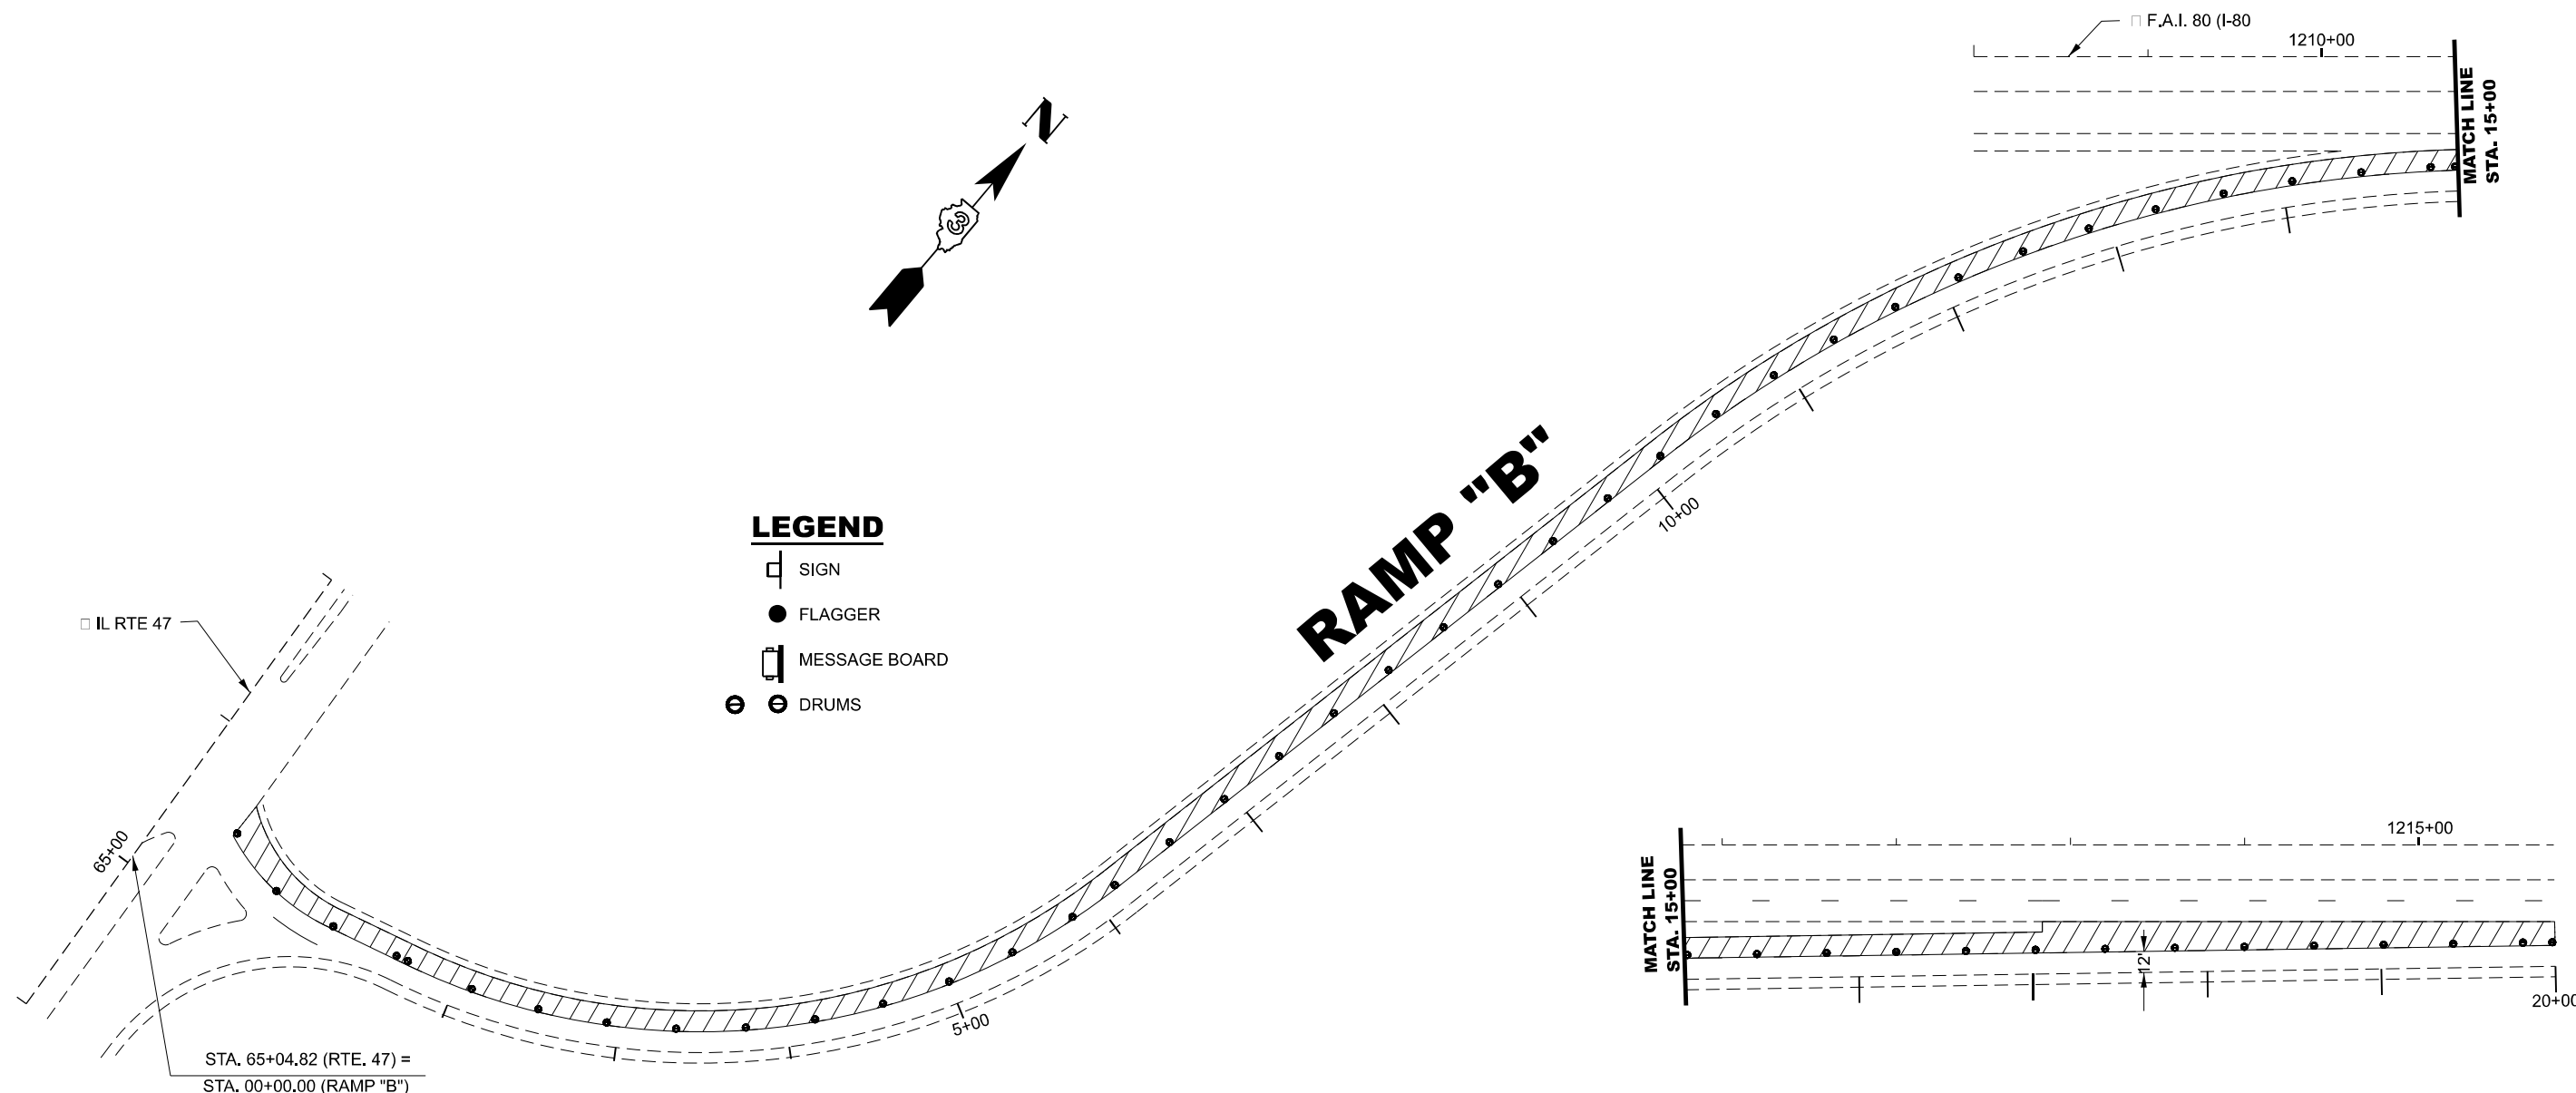 □ F.A.I. 80 (I-80
1210+00
MATCH LINE
STA. 15+00
N
3
RAMP "B"
10+00
LEGEND
SIGN
FLAGGER
MESSAGE BOARD
DRUMS
□ IL RTE 47
65+00
5+00
STA. 65+04.82 (RTE. 47) =
STA. 00+00.00 (RAMP "B")
MATCH LINE
STA. 15+00
1215+00
12'
20+00